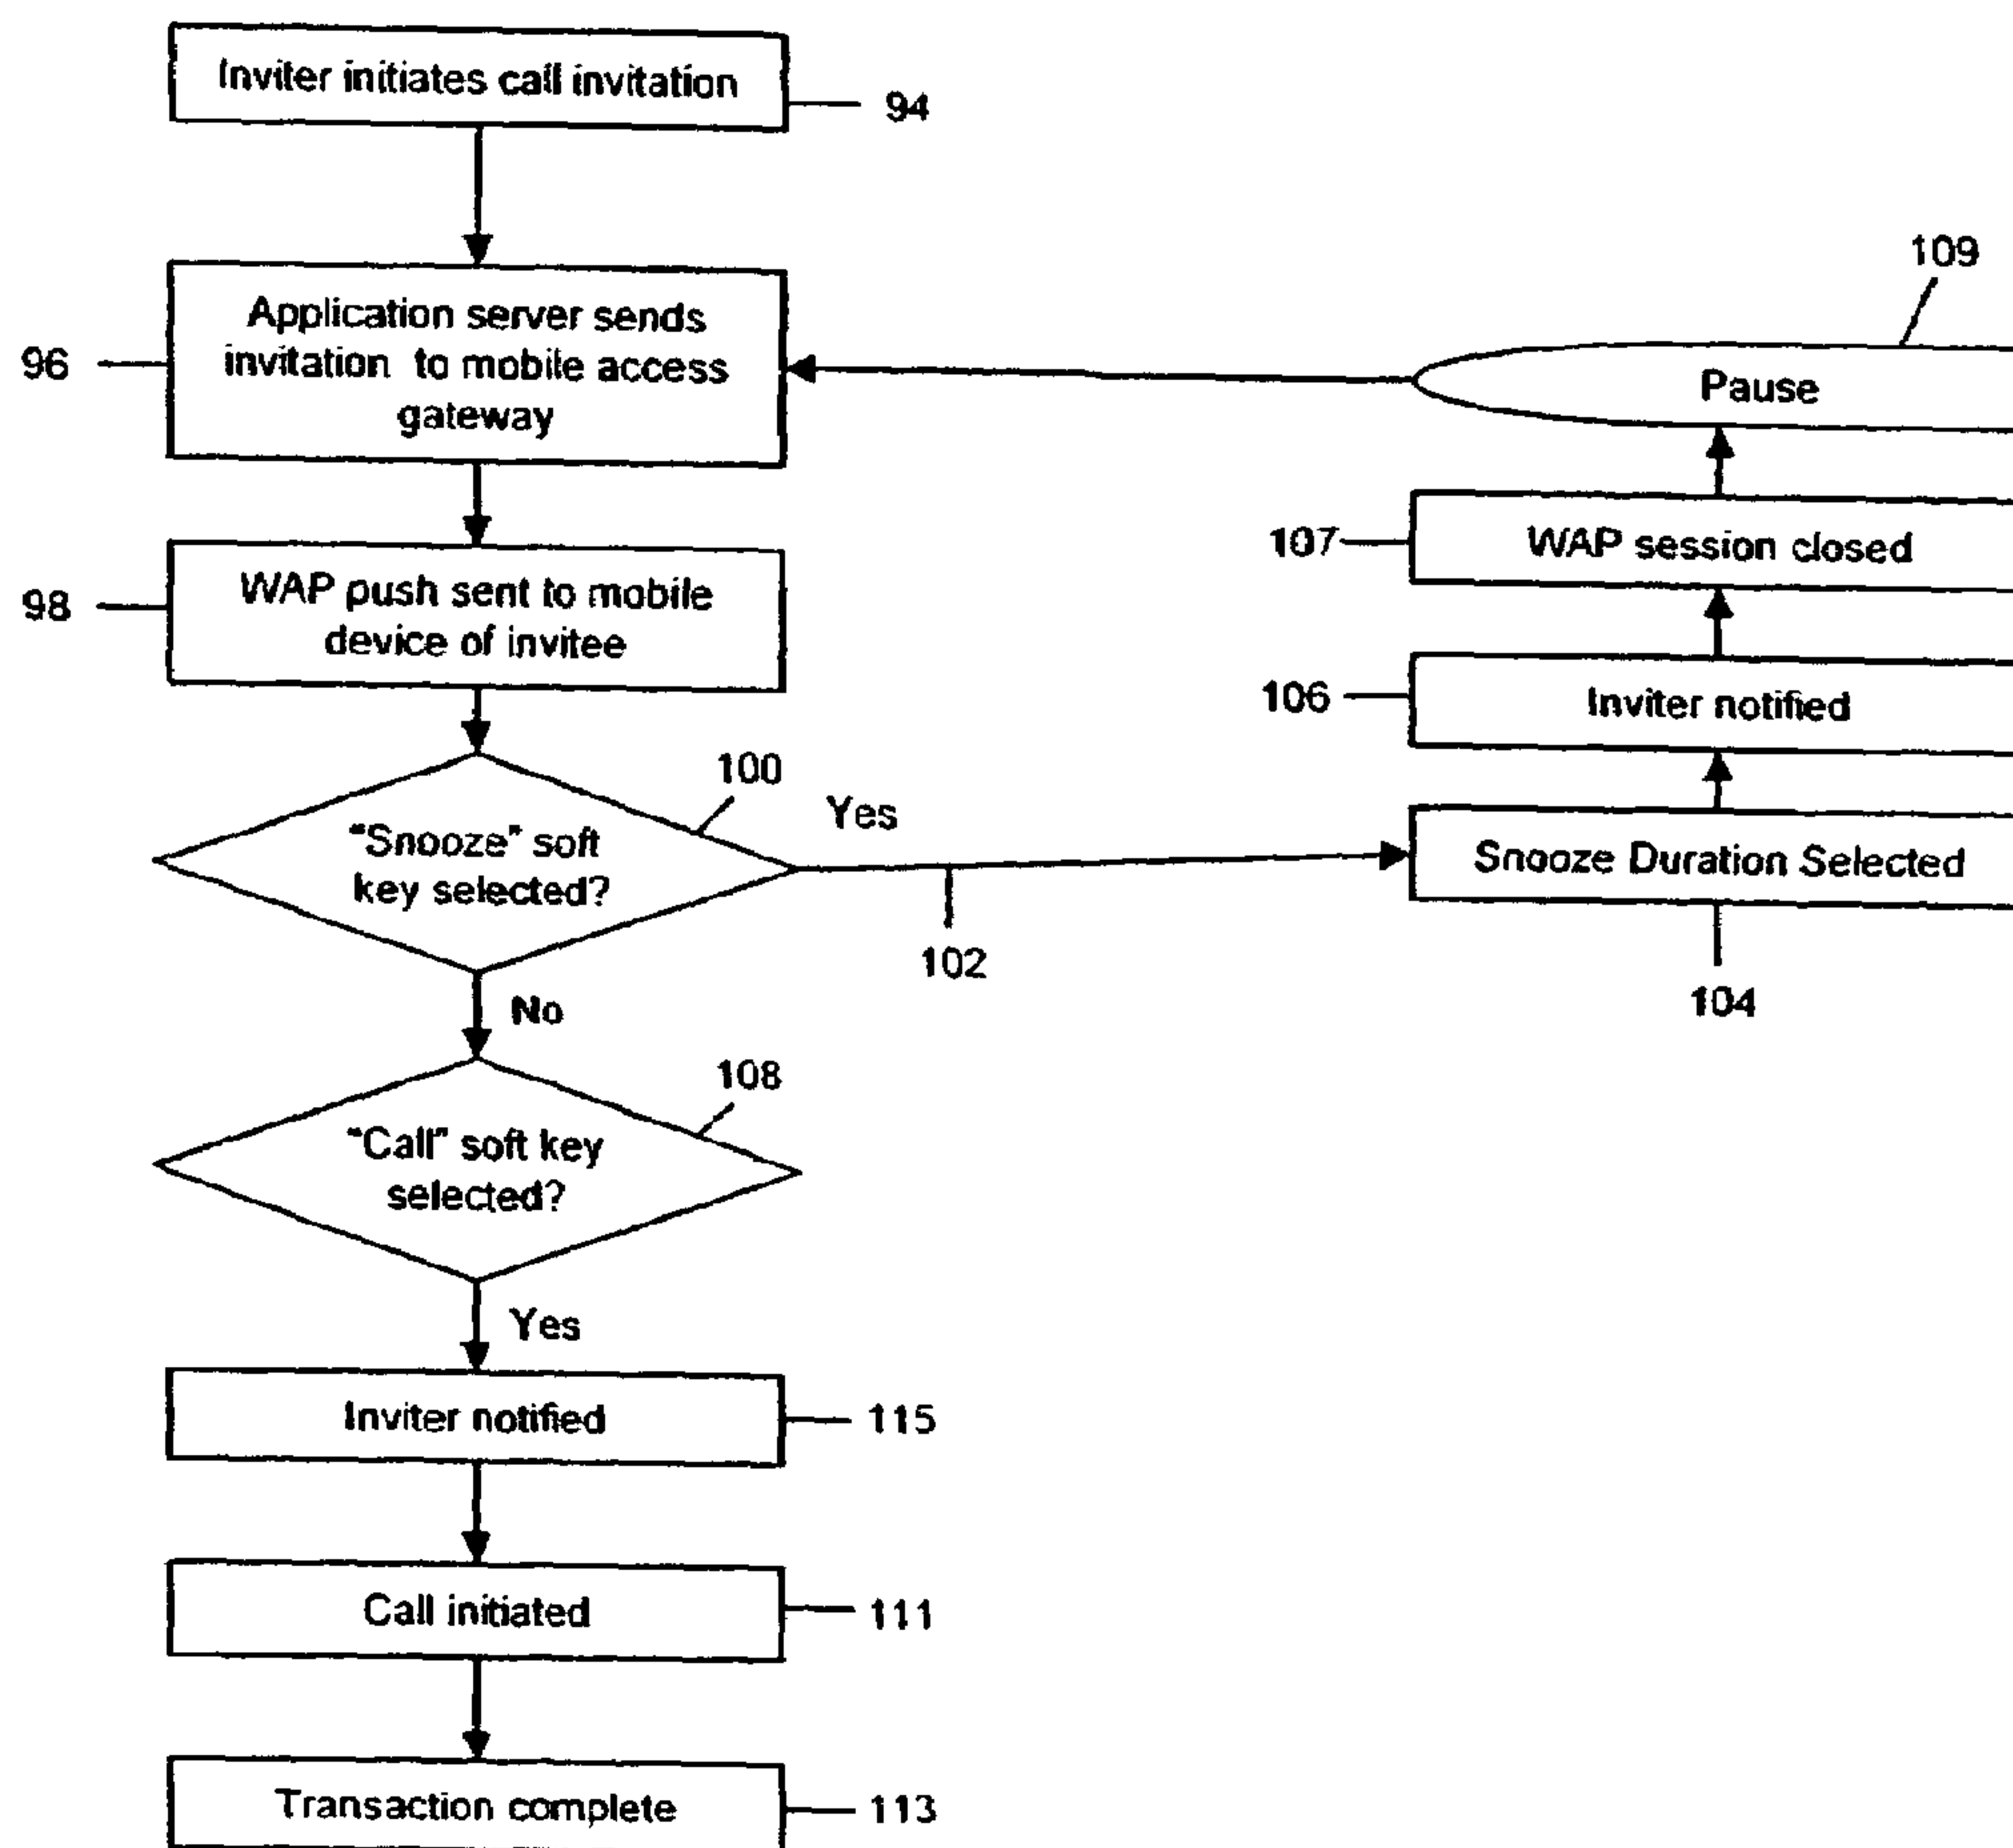 Inviter initiates call invitation
94
Application server sends
invitation to mobile access
gateway
96
109
Pause
WAP push sent to mobile
device of invitee
98
107
WAP session closed
106
Inviter notified
100
"Snooze" soft
key selected?
Yes
102
Snooze Duration Selected
104
No
108
"Call" soft key
selected?
Yes
Inviter notified
115
Call initiated
111
Transaction complete
113